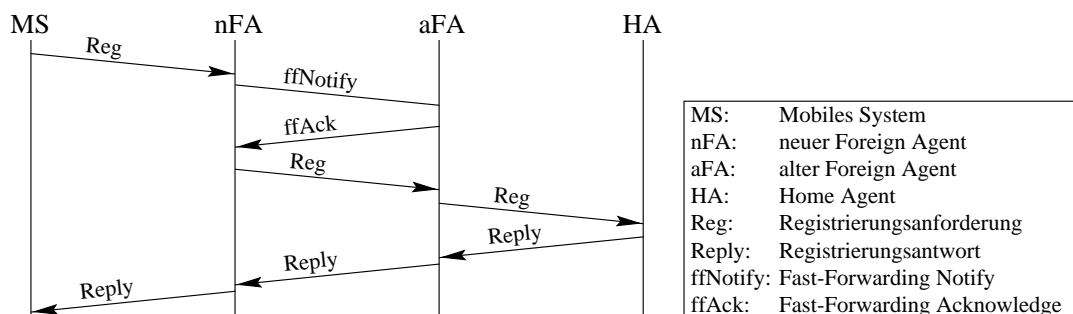 MS nFA aFA HA
Reg
ffNotify
ffAck
Reg
Reg
Reply
Reply
Reply
MS: Mobiles System
nFA: neuer Foreign Agent
aFA: alter Foreign Agent
HA: Home Agent
Reg: Registrierungsanforderung
Reply: Registrierungsantwort
ffNotify: Fast-Forwarding Notify
ffAck: Fast-Forwarding Acknowledge